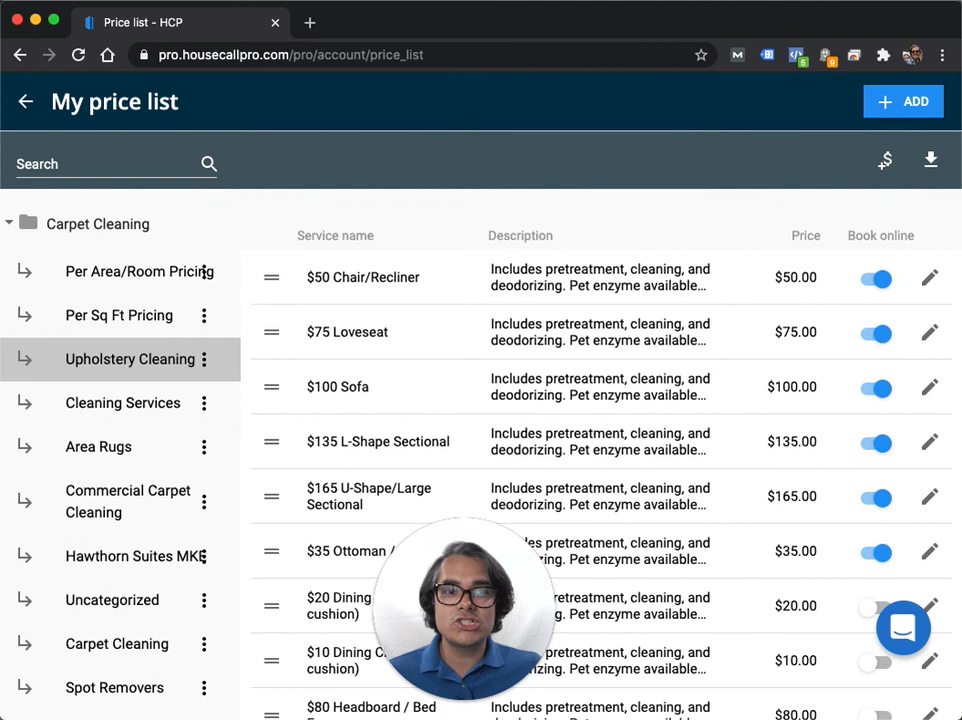 Price list - HCP
pro.housecallpro.com/pro/account/price_list
5
9
My price list
ADD
Search
Carpet Cleaning
Service name
Description
Price
Book online
Per Area/Room Pricing
Per Sq Ft Pricing
Upholstery Cleaning
Cleaning Services
Area Rugs
Commercial Carpet
Cleaning
Hawthorn Suites MKE
Uncategorized
Carpet Cleaning
Spot Removers
$50 Chair/Recliner
Includes pretreatment, cleaning, and
deodorizing. Pet enzyme available...
$50.00
$75 Loveseat
Includes pretreatment, cleaning, and
deodorizing. Pet enzyme available...
$75.00
$100 Sofa
Includes pretreatment, cleaning, and
deodorizing. Pet enzyme available...
$100.00
$135 L-Shape Sectional
Includes pretreatment, cleaning, and
deodorizing. Pet enzyme available...
$135.00
$165 U-Shape/Large
Sectional
Includes pretreatment, cleaning, and
deodorizing. Pet enzyme available...
$165.00
$35 Ottoman /
pretreatment, cleaning, and
deodorizing. Pet enzyme available...
$35.00
$20 Dining
cushion)
pretreatment, cleaning, and
Pet enzyme available...
$20.00
$10 Dining
cushion)
pretreatment, cleaning, and
Pet enzyme available...
$10.00
$80 Headboard / Bed
Includes pretreatment, cleaning, and
$80.00